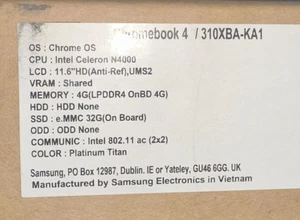 Chromebook 4 / 310XBA-KA1
OS : Chrome OS
CPU : Intel Celeron N4000
LCD : 11.6"HD(Anti-Ref),UMS2
VRAM : Shared
MEMORY : 4G(LPDDR4 OnBD 4G)
HDD : HDD None
SSD : e.MMC 32G(On Board)
ODD : ODD None
COMMUNIC : Intel 802.11 ac (2x2)
COLOR : Platinum Titan
Samsung, PO Box 12987, Dublin. IE or Yateley, GU46 6GG. UK
Manufactured by Samsung Electronics in Vietnam